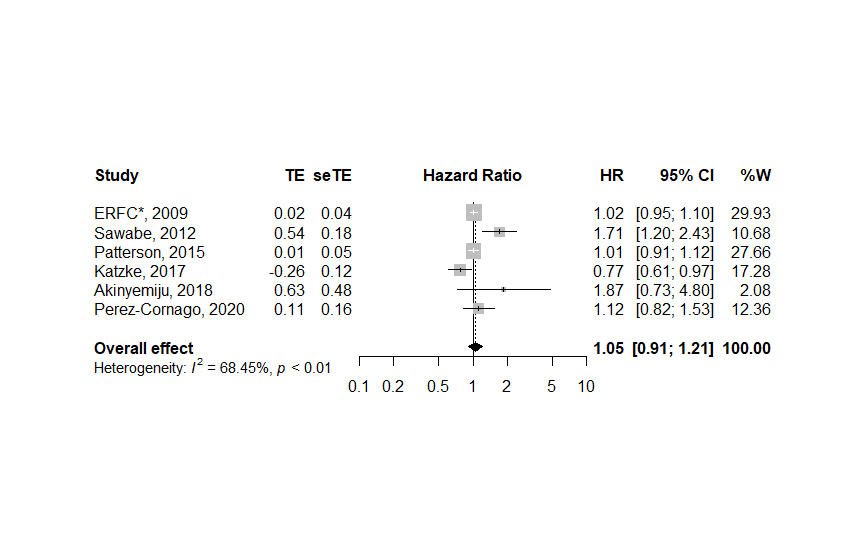 Study TE seTE Hazard Ratio HR 95% CI %W
ERFC*, 2009 0.02 0.04 1.02 [0.95; 1.10] 29.93
Sawabe, 2012 0.54 0.18 1.71 [1.20; 2.43] 10.68
Patterson, 2015 0.01 0.05 1.01 [0.91; 1.12] 27.66
Katzke, 2017 -0.26 0.12 0.77 [0.61; 0.97] 17.28
Akinyemiju, 2018 0.63 0.48 1.87 [0.73; 4.80] 2.08
Perez-Cornago, 2020 0.11 0.16 1.12 [0.82; 1.53] 12.36
Overall effect 1.05 [0.91; 1.21] 100.00
Heterogeneity: I² = 68.45%, p < 0.01
0.1 0.2 0.5 1 2 5 10